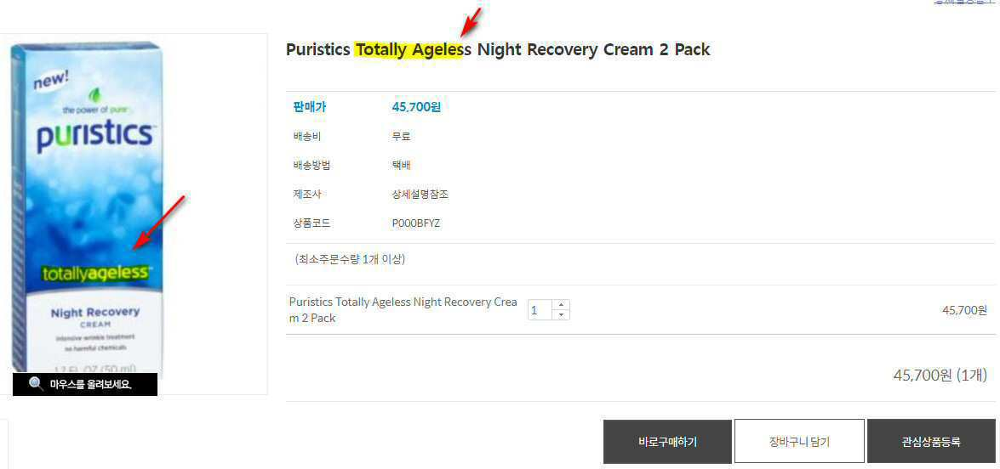 Puristics Totally Ageless Night Recovery Cream 2 Pack
new!
the power of pure
puristics™
totallyageless™
Night Recovery
CREAM
intensive wrinkle treatment
no harmful chemicals
1.7 FL OZ (50 ml)
마우스를 올려보세요.
판매가 45,700원
배송비 무료
배송방법 택배
제조사 상세설명참조
상품코드 P000BFYZ
(최소주문수량 1개 이상)
Puristics Totally Ageless Night Recovery Crea 1 45,700원
m 2 Pack
45,700원 (1개)
바로구매하기 장바구니 담기 관심상품등록